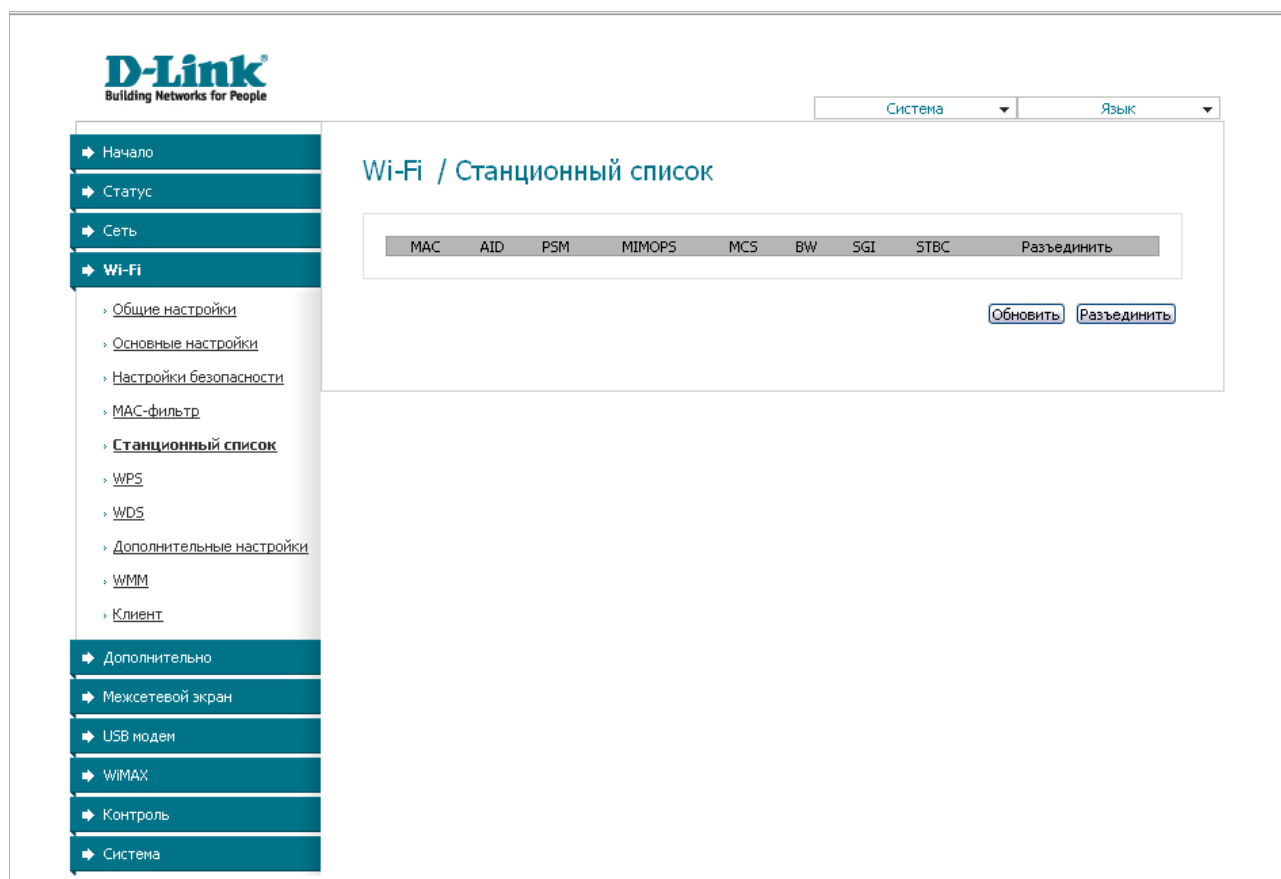 D-Link
Building Networks for People
Система
Язык
Начало
Статус
Сеть
Wi-Fi
Общие настройки
Основные настройки
Настройки безопасности
MAC-фильтр
Станционный список
WPS
WDS
Дополнительные настройки
WMM
Клиент
Дополнительно
Межсетевой экран
USB модем
WiMAX
Контроль
Система
Wi-Fi / Станционный список
MAC AID PSM MIMOPS MCS BW SGI STBC Разъединить
Обновить Разъединить